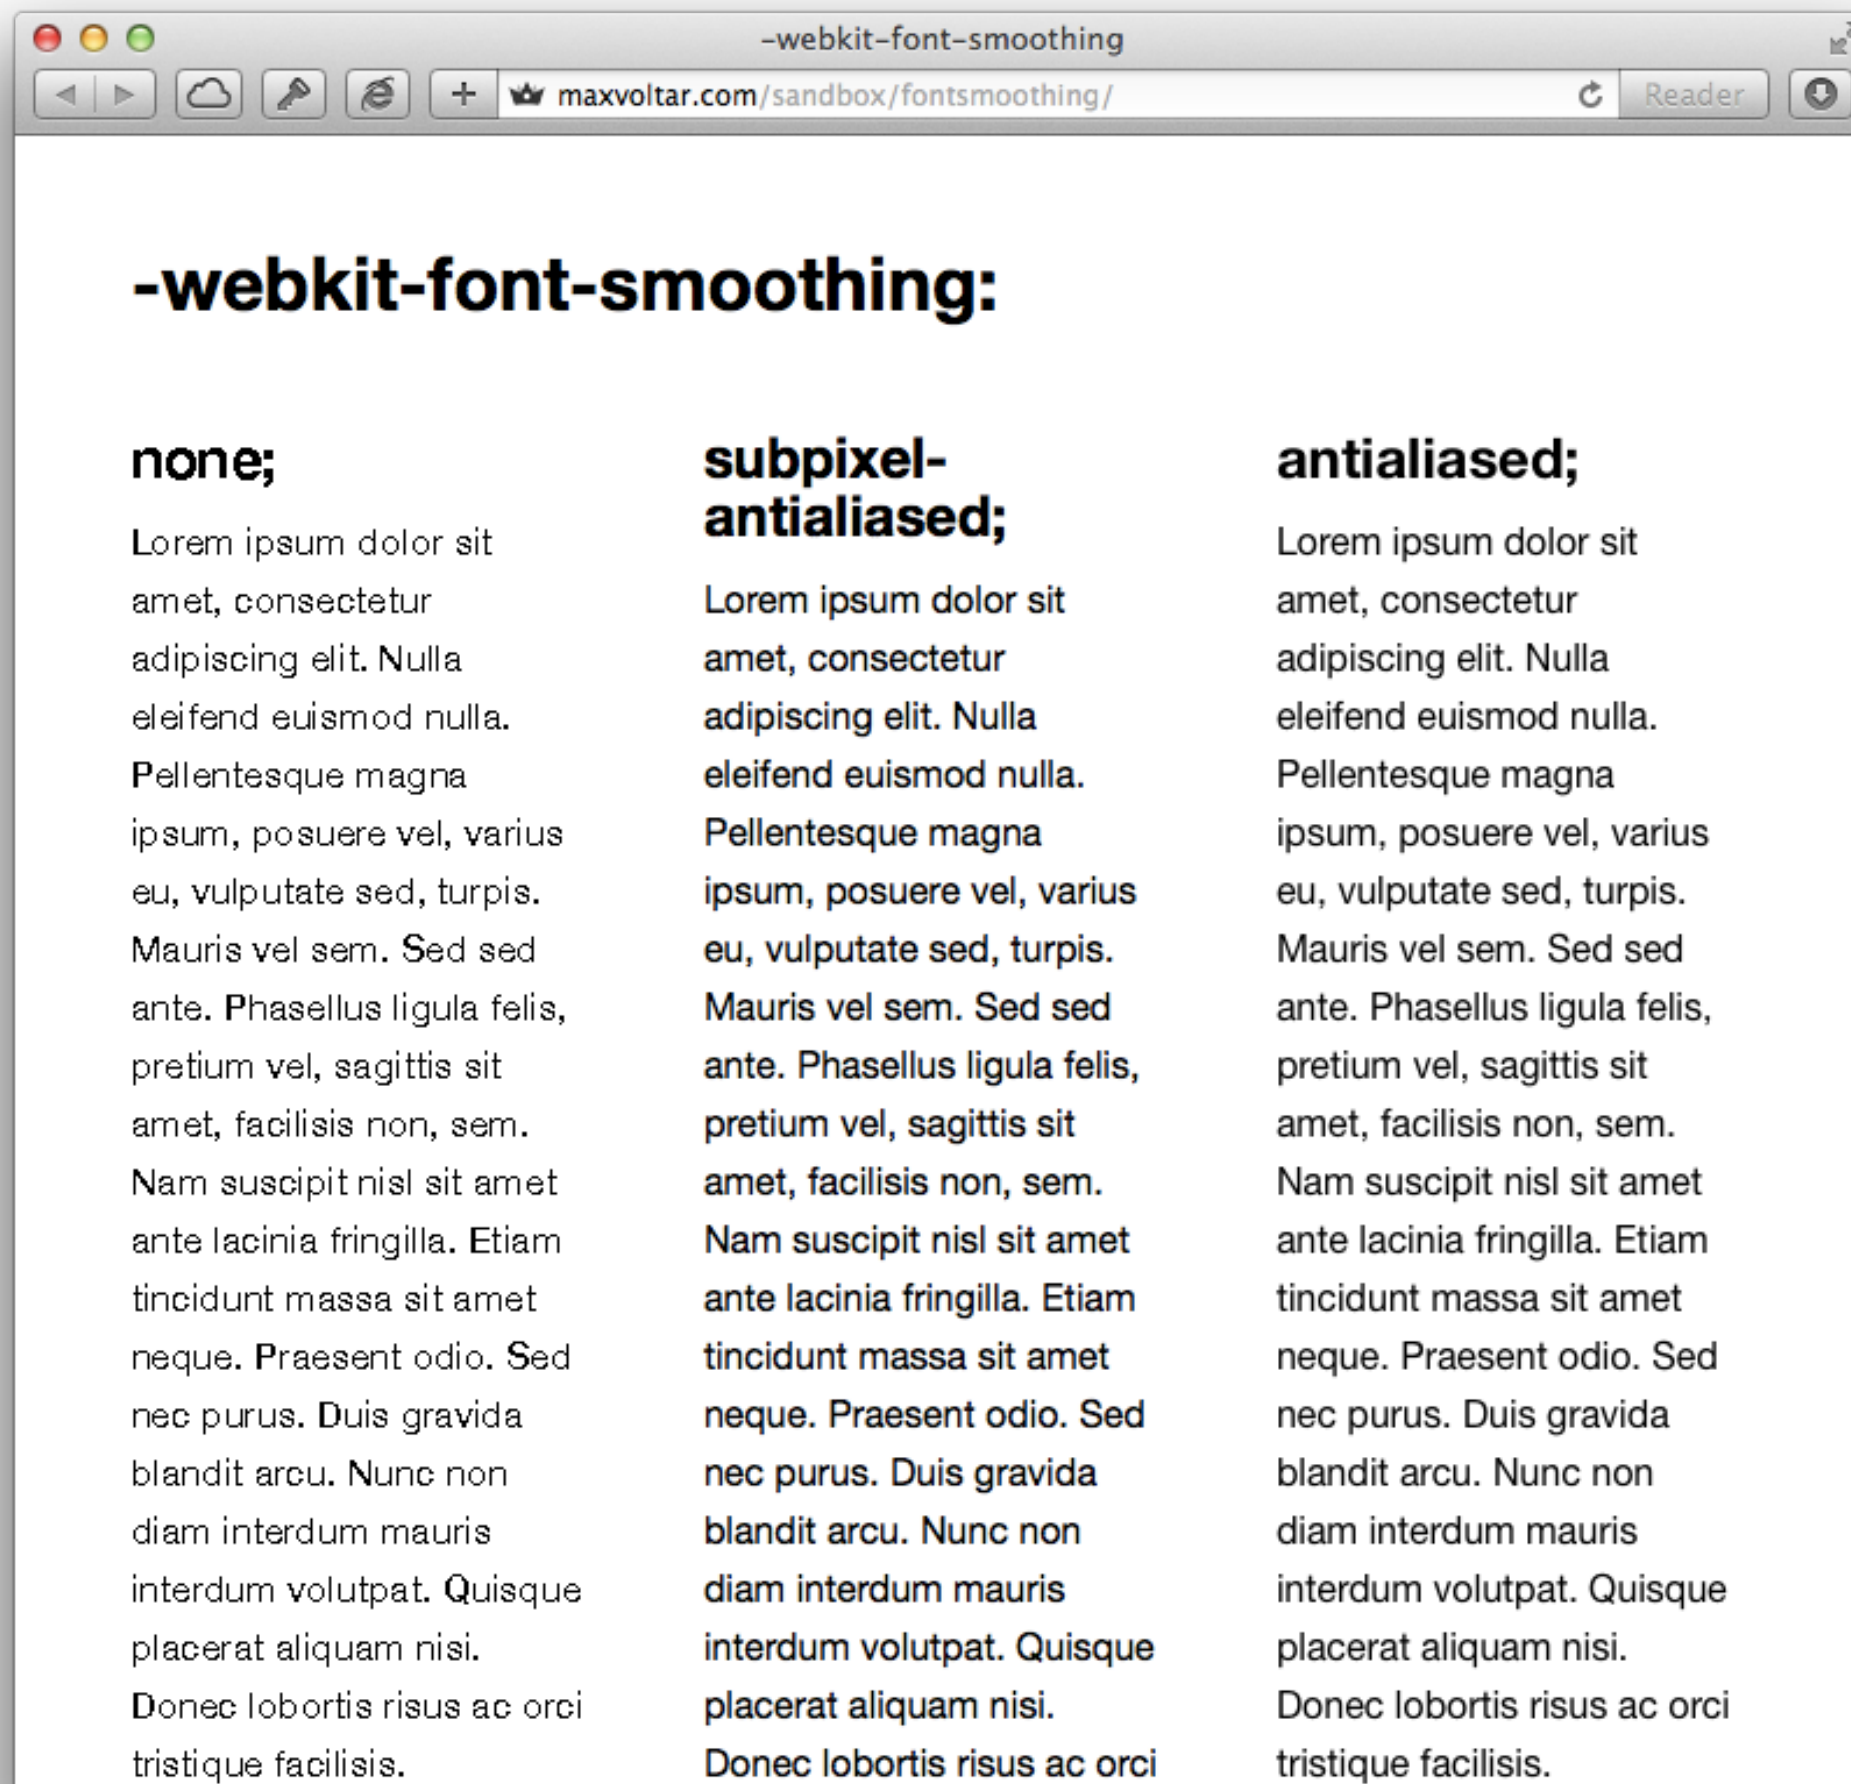 -webkit-font-smoothing
maxvoltar.com/sandbox/fontsmoothing/
Reader
-webkit-font-smoothing:
none;
Lorem ipsum dolor sit
amet, consectetur
adipiscing elit. Nulla
eleifend euismod nulla.
Pellentesque magna
ipsum, posuere vel, varius
eu, vulputate sed, turpis.
Mauris vel sem. Sed sed
ante. Phasellus ligula felis,
pretium vel, sagittis sit
amet, facilisis non, sem.
Nam suscipit nisl sit amet
ante lacinia fringilla. Etiam
tincidunt massa sit amet
neque. Praesent odio. Sed
nec purus. Duis gravida
blandit arcu. Nunc non
diam interdum mauris
interdum volutpat. Quisque
placerat aliquam nisi.
Donec lobortis risus ac orci
tristique facilisis.
subpixel-
antialiased;
Lorem ipsum dolor sit
amet, consectetur
adipiscing elit. Nulla
eleifend euismod nulla.
Pellentesque magna
ipsum, posuere vel, varius
eu, vulputate sed, turpis.
Mauris vel sem. Sed sed
ante. Phasellus ligula felis,
pretium vel, sagittis sit
amet, facilisis non, sem.
Nam suscipit nisl sit amet
ante lacinia fringilla. Etiam
tincidunt massa sit amet
neque. Praesent odio. Sed
nec purus. Duis gravida
blandit arcu. Nunc non
diam interdum mauris
interdum volutpat. Quisque
placerat aliquam nisi.
Donec lobortis risus ac orci
antialiased;
Lorem ipsum dolor sit
amet, consectetur
adipiscing elit. Nulla
eleifend euismod nulla.
Pellentesque magna
ipsum, posuere vel, varius
eu, vulputate sed, turpis.
Mauris vel sem. Sed sed
ante. Phasellus ligula felis,
pretium vel, sagittis sit
amet, facilisis non, sem.
Nam suscipit nisl sit amet
ante lacinia fringilla. Etiam
tincidunt massa sit amet
neque. Praesent odio. Sed
nec purus. Duis gravida
blandit arcu. Nunc non
diam interdum mauris
interdum volutpat. Quisque
placerat aliquam nisi.
Donec lobortis risus ac orci
tristique facilisis.